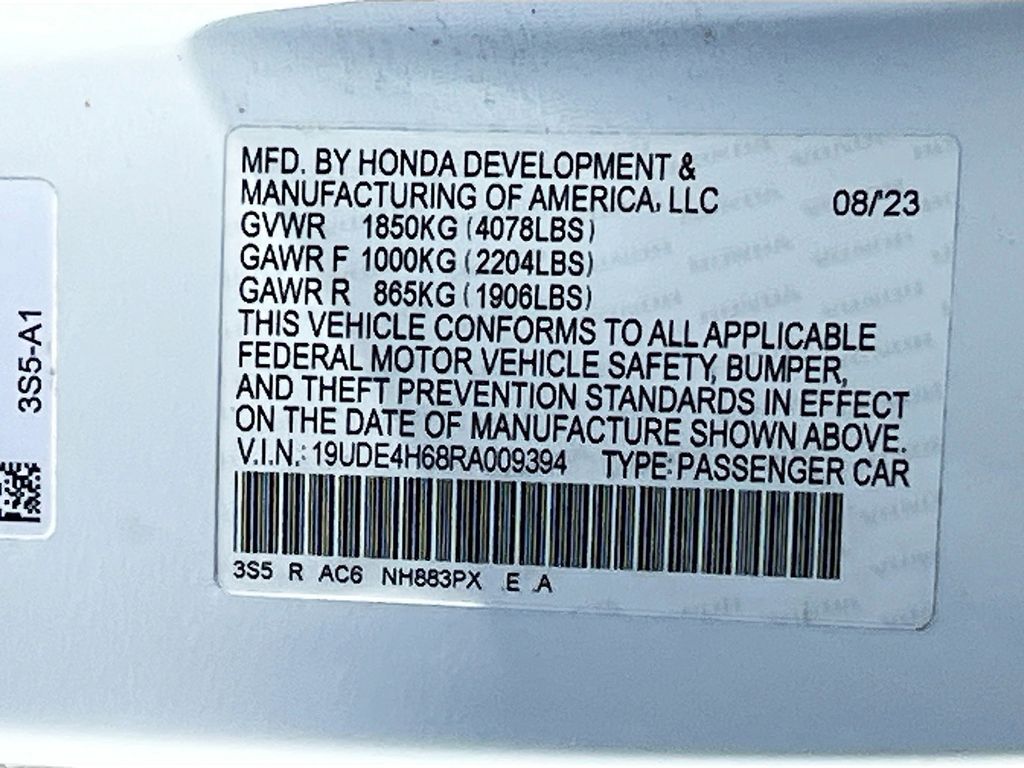 MFD. BY HONDA DEVELOPMENT &
MANUFACTURING OF AMERICA, LLC 08/'23
GVWR 1850KG (4078LBS)
GAWR F 1000KG (2204LBS)
GAWR R 865KG (1906LBS)
THIS VEHICLE CONFORMS TO ALL APPLICABLE
FEDERAL MOTOR VEHICLE SAFETY, BUMPER,
AND THEFT PREVENTION STANDARDS IN EFFECT
ON THE DATE OF MANUFACTURE SHOWN ABOVE.
V.I.N.: 19UDE4H68RA009394 TYPE: PASSENGER CAR
3S5 R AC6 NH883PX E A
3S5-A1